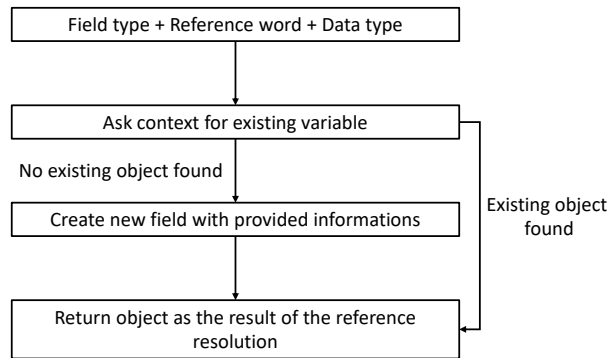 Field type + Reference word + Data type
Ask context for existing variable
No existing object found
Create new field with provided informations
Existing object
found
Return object as the result of the reference
resolution